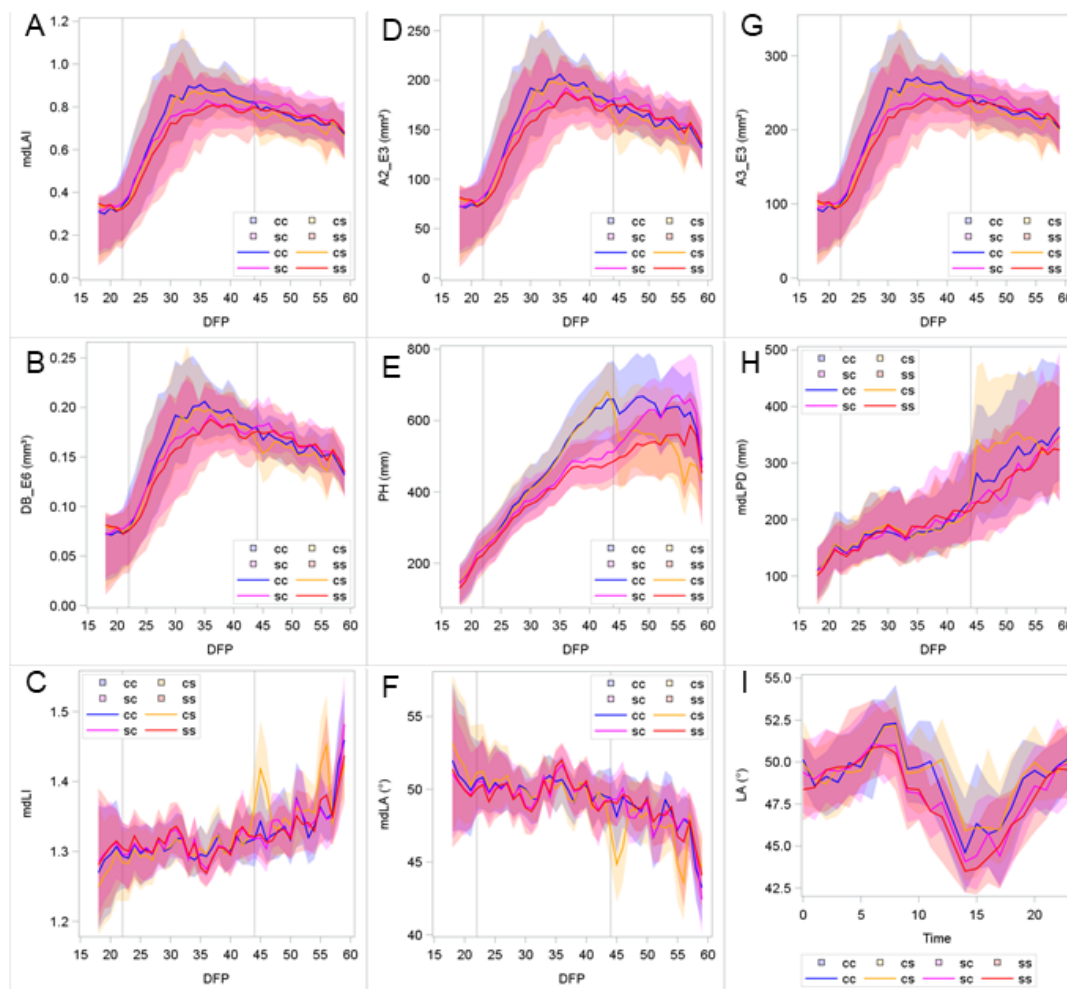 A
1.2
1.0
0.8
0.6
0.4
0.2
0.0
mdLAI
cc cs
sc ss
cc cs
sc ss
15 20 25 30 35 40 45 50 55 60
DFP
D
250
200
150
100
50
0
A2_E3 (mm²)
cc cs
sc ss
cc cs
sc ss
15 20 25 30 35 40 45 50 55 60
DFP
G
300
200
100
0
A3_E3 (mm²)
cc cs
sc ss
cc cs
sc ss
15 20 25 30 35 40 45 50 55 60
DFP
B
0.25
0.20
0.15
0.10
0.05
0.00
cc cs
sc ss
cc cs
sc ss
15 20 25 30 35 40 45 50 55 60
DFP
E
800
600
400
200
PH (mm)
cc cs
sc ss
cc cs
sc ss
15 20 25 30 35 40 45 50 55 60
DFP
H
500
400
300
200
100
mdLPD
cc cs
sc ss
cc cs
sc ss
15 20 25 30 35 40 45 50 55 60
DFP
C
1.5
1.4
1.3
1.2
mdLI
cc cs
sc ss
cc cs
sc ss
15 20 25 30 35 40 45 50 55 60
DFP
F
55
50
45
40
mdLA (°)
cc cs
sc ss
cc cs
sc ss
15 20 25 30 35 40 45 50 55 60
DFP
I
55.0
52.5
50.0
47.5
45.0
42.5
LA (°)
0 5 10 15 20
Time
cc cs sc ss
cc cs sc ss